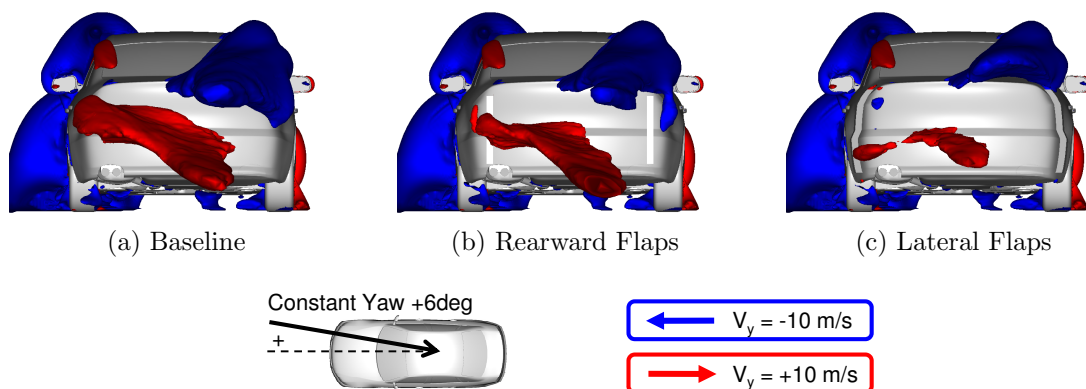 (a) Baseline
(b) Rearward Flaps
(c) Lateral Flaps
Constant Yaw +6deg
+
V_y = -10 m/s
V_y = +10 m/s